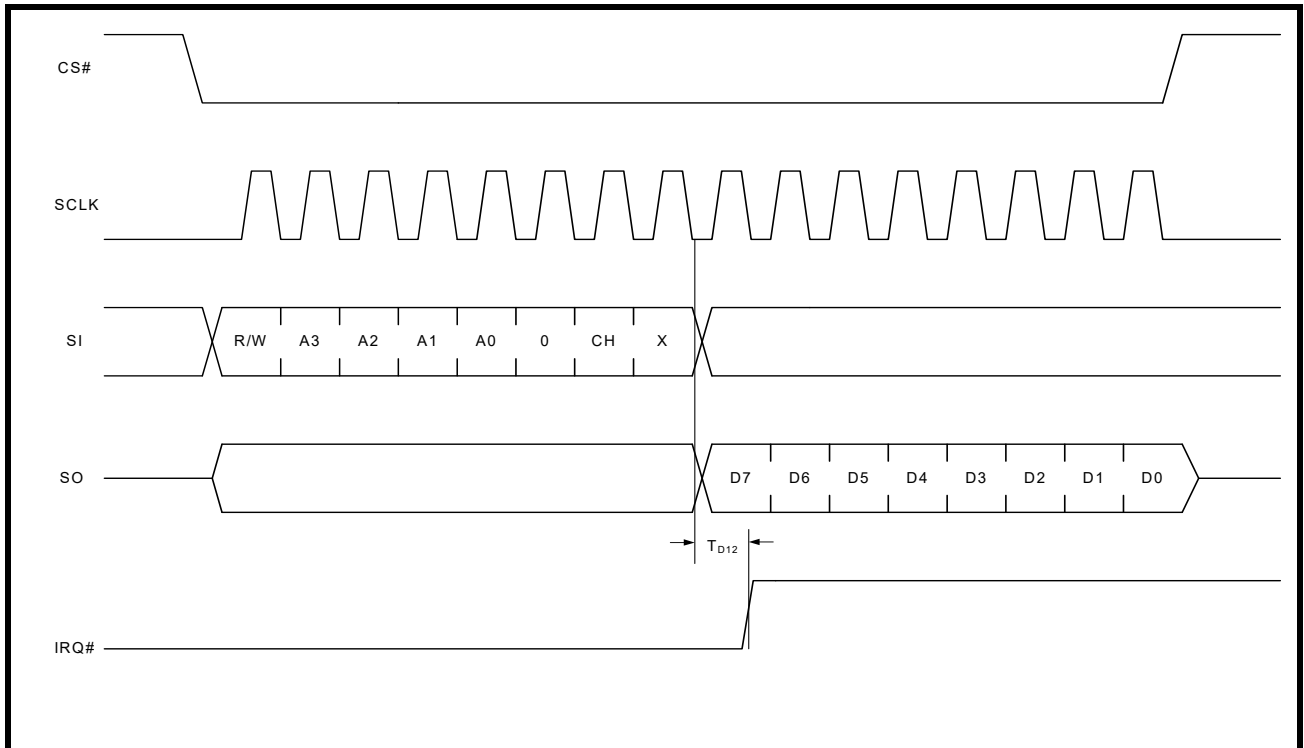 CS#
SCLK
SI R/W A3 A2 A1 A0 0 CH X
SO D7 D6 D5 D4 D3 D2 D1 D0
TD12
IRQ#